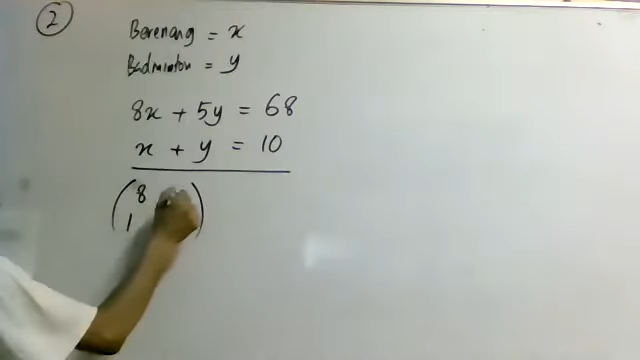 2
Berenang = x
Badminton = y
8x + 5y = 68
x + y = 10
( 8 )
( 1 )